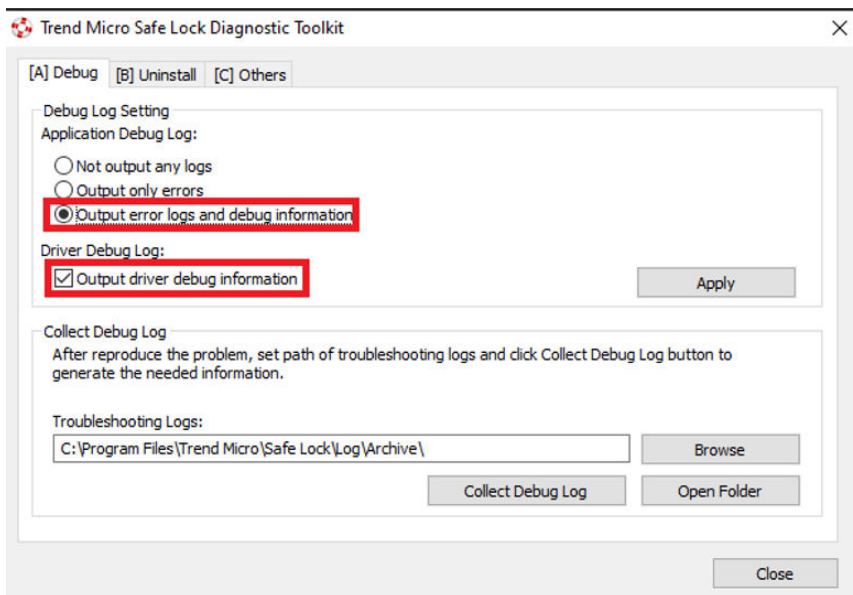 Trend Micro Safe Lock Diagnostic Toolkit
[A] Debug [B] Uninstall [C] Others
Debug Log Setting
Application Debug Log:
Not output any logs
Output only errors
Output error logs and debug information
Driver Debug Log:
Output driver debug information
Apply
Collect Debug Log
After reproduce the problem, set path of troubleshooting logs and click Collect Debug Log button to
generate the needed information.
Troubleshooting Logs:
C:\Program Files\Trend Micro\Safe Lock\Log\Archive\
Browse
Collect Debug Log
Open Folder
Close